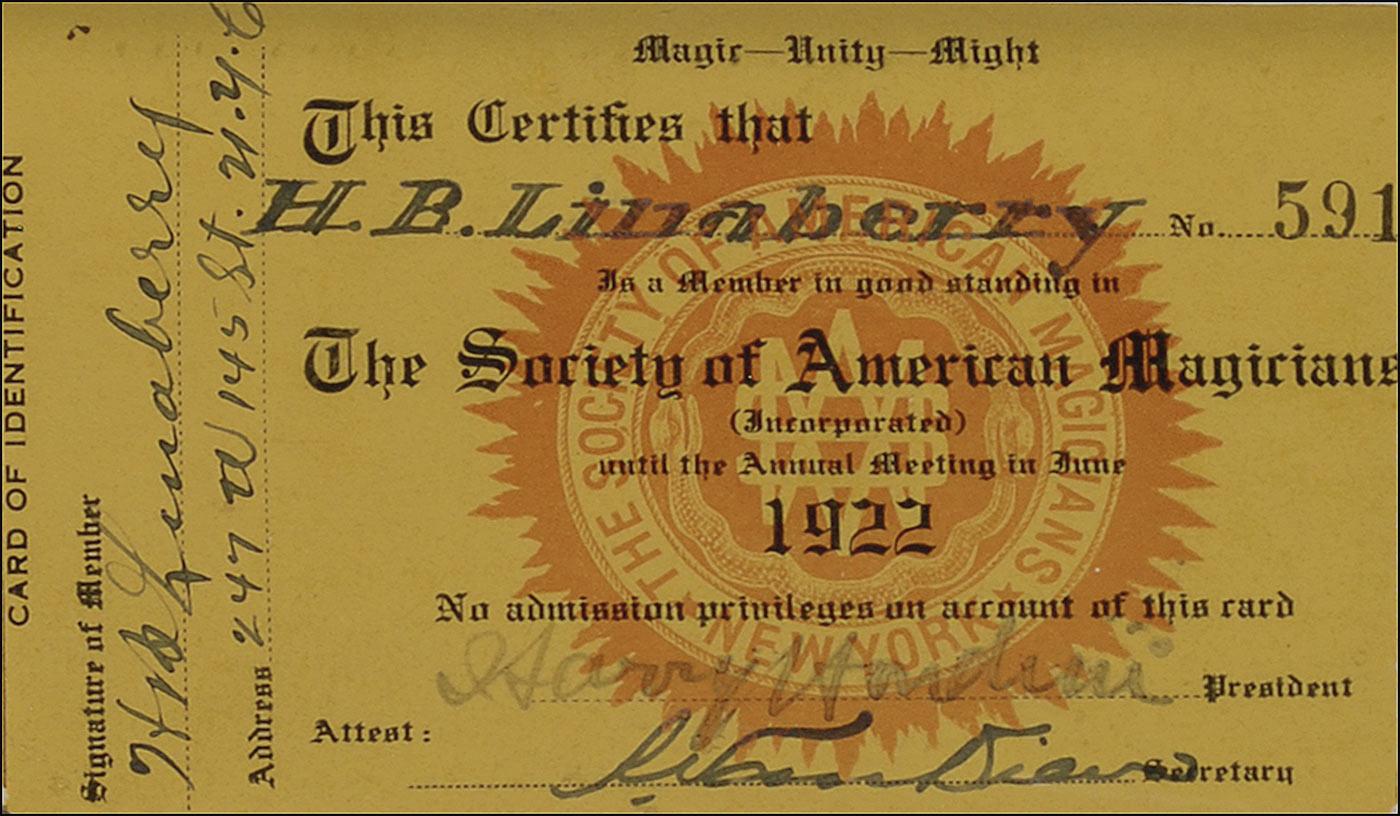 CARD OF IDENTIFICATION
Signature of Member
H B Linaberry
Address 247 W 145 St. N.Y.C
Magic—Unity—Might
This Certifies that
H. B. Linaberry No. 591
Is a Member in good standing in
The Society of American Magicians
(Incorporated)
until the Annual Meeting in June
1922
No admission privileges on account of this card
Harry Houdini President
Attest:
Secretary
THE SOCIETY OF AMERICAN MAGICIANS
NEW YORK